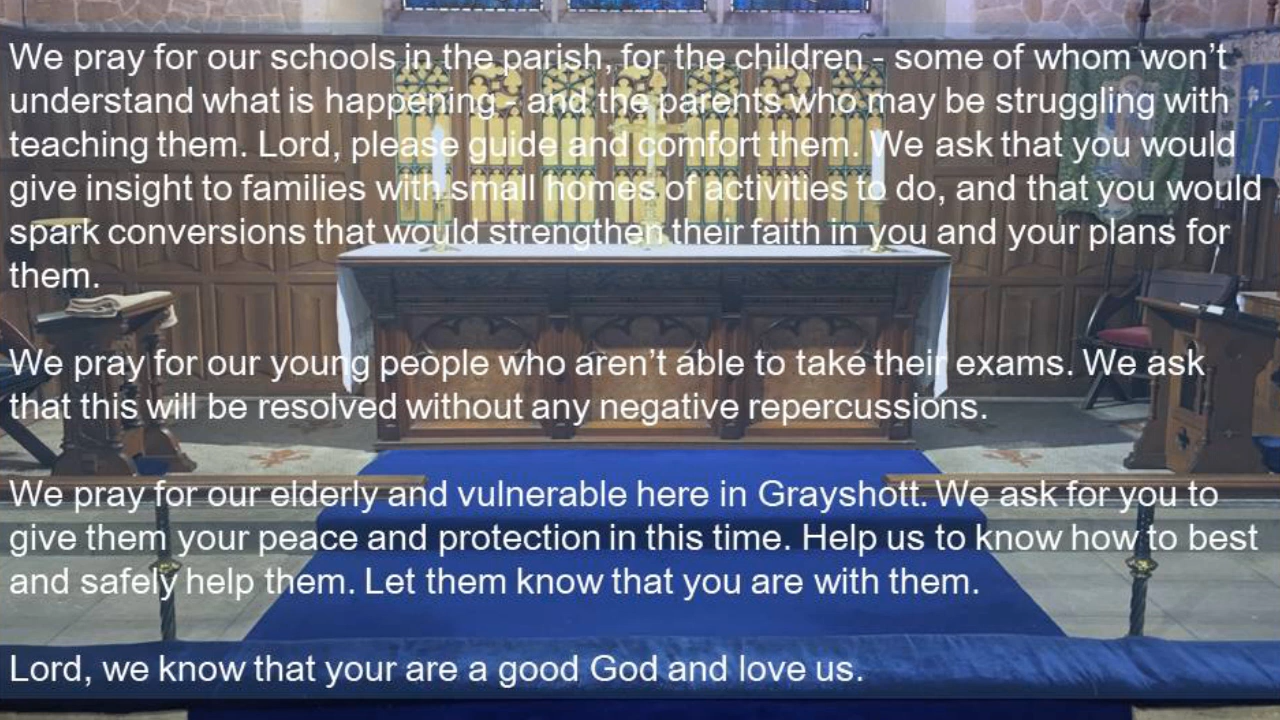 We pray for our schools in the parish, for the children - some of whom won’t
understand what is happening - and the parents who may be struggling with
teaching them. Lord, please guide and comfort them. We ask that you would
give insight to families with small homes of activities to do, and that you would
spark conversions that would strengthen their faith in you and your plans for
them.
We pray for our young people who aren’t able to take their exams. We ask
that this will be resolved without any negative repercussions.
We pray for our elderly and vulnerable here in Grayshott. We ask for you to
give them your peace and protection in this time. Help us to know how to best
and safely help them. Let them know that you are with them.
Lord, we know that your are a good God and love us.